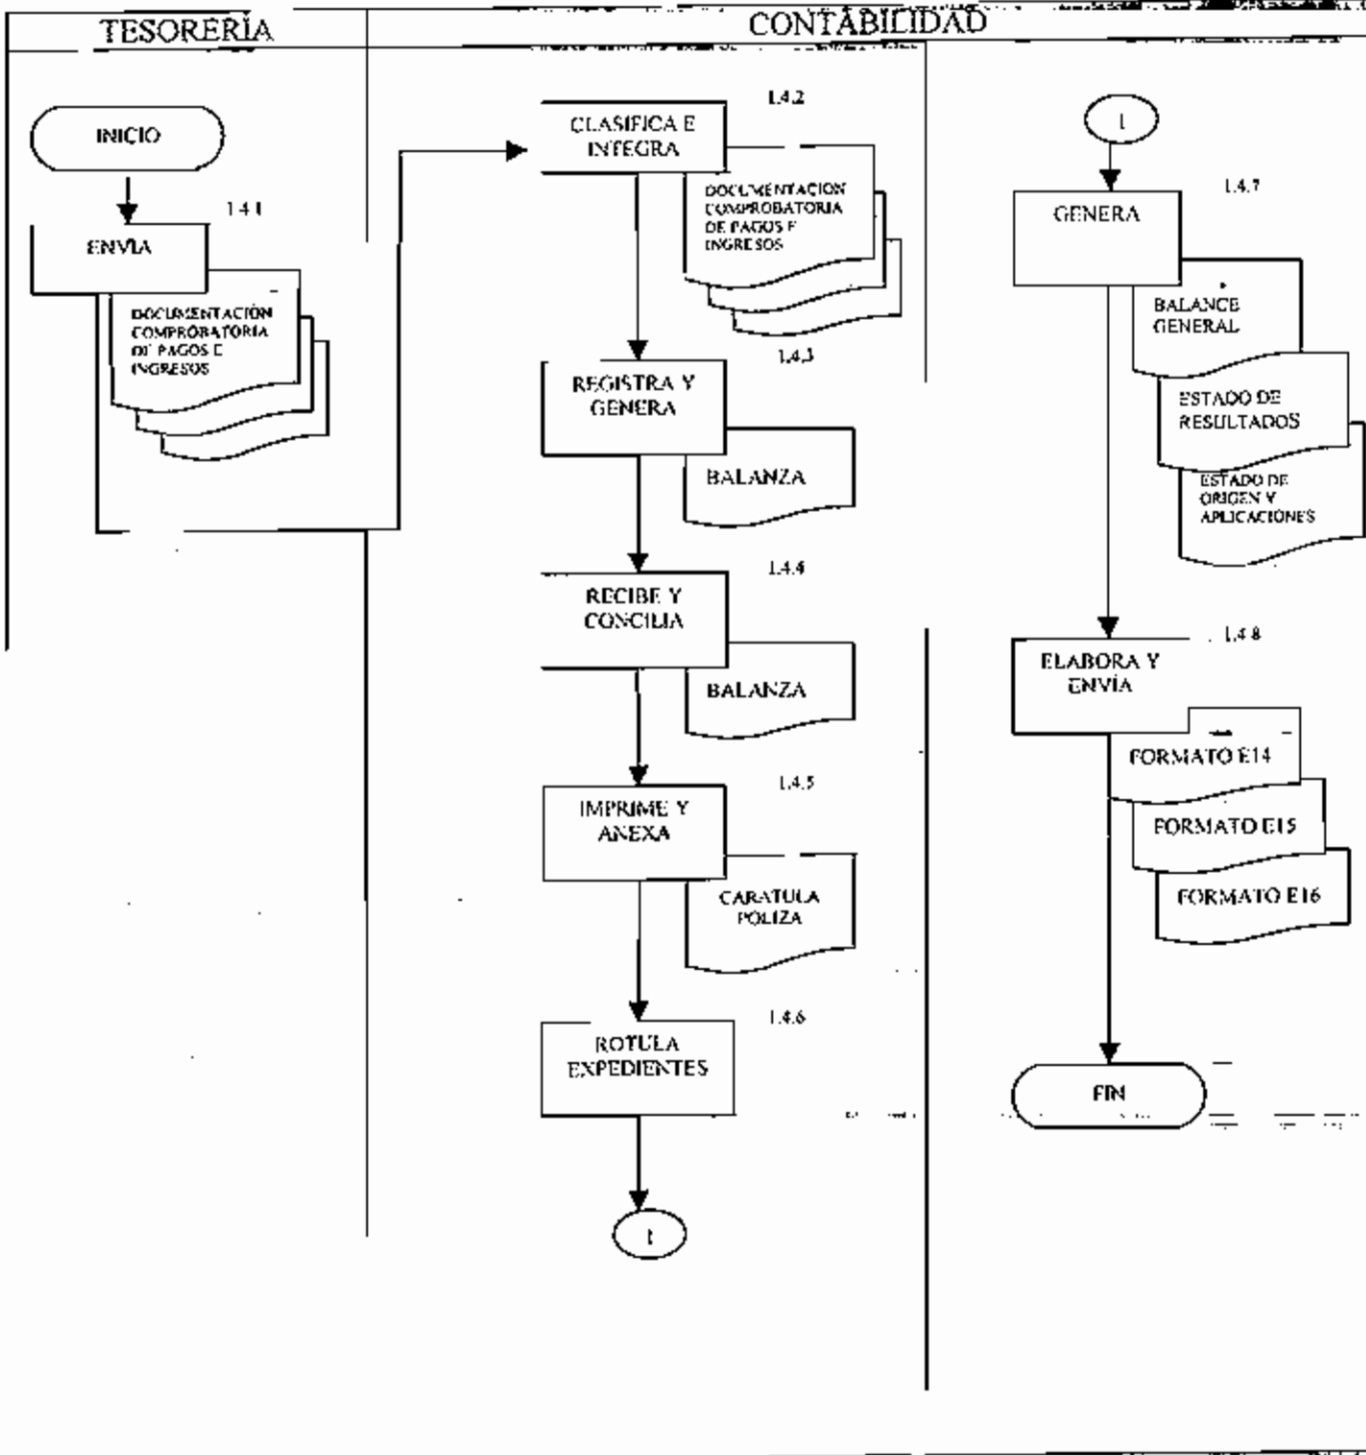 TESORERÍA
CONTABILIDAD
INICIO
1.4.1
ENVÍA
DOCUMENTACIÓN
COMPROBATORIA
DE PAGOS E
INGRESOS
1.4.2
CLASIFICA E
INTEGRA
DOCUMENTACION
COMPROBATORIA
DE PAGOS E
INGRESOS
1.4.3
REGISTRA Y
GENERA
BALANZA
1.4.4
RECIBE Y
CONCILIA
BALANZA
1.4.5
IMPRIME Y
ANEXA
CARATULA
POLIZA
1.4.6
ROTULA
EXPEDIENTES
1
1
1.4.7
GENERA
BALANCE
GENERAL
ESTADO DE
RESULTADOS
ESTADO DE
ORIGEN Y
APLICACIONES
1.4.8
ELABORA Y
ENVÍA
FORMATO E14
FORMATO E15
FORMATO E16
FIN